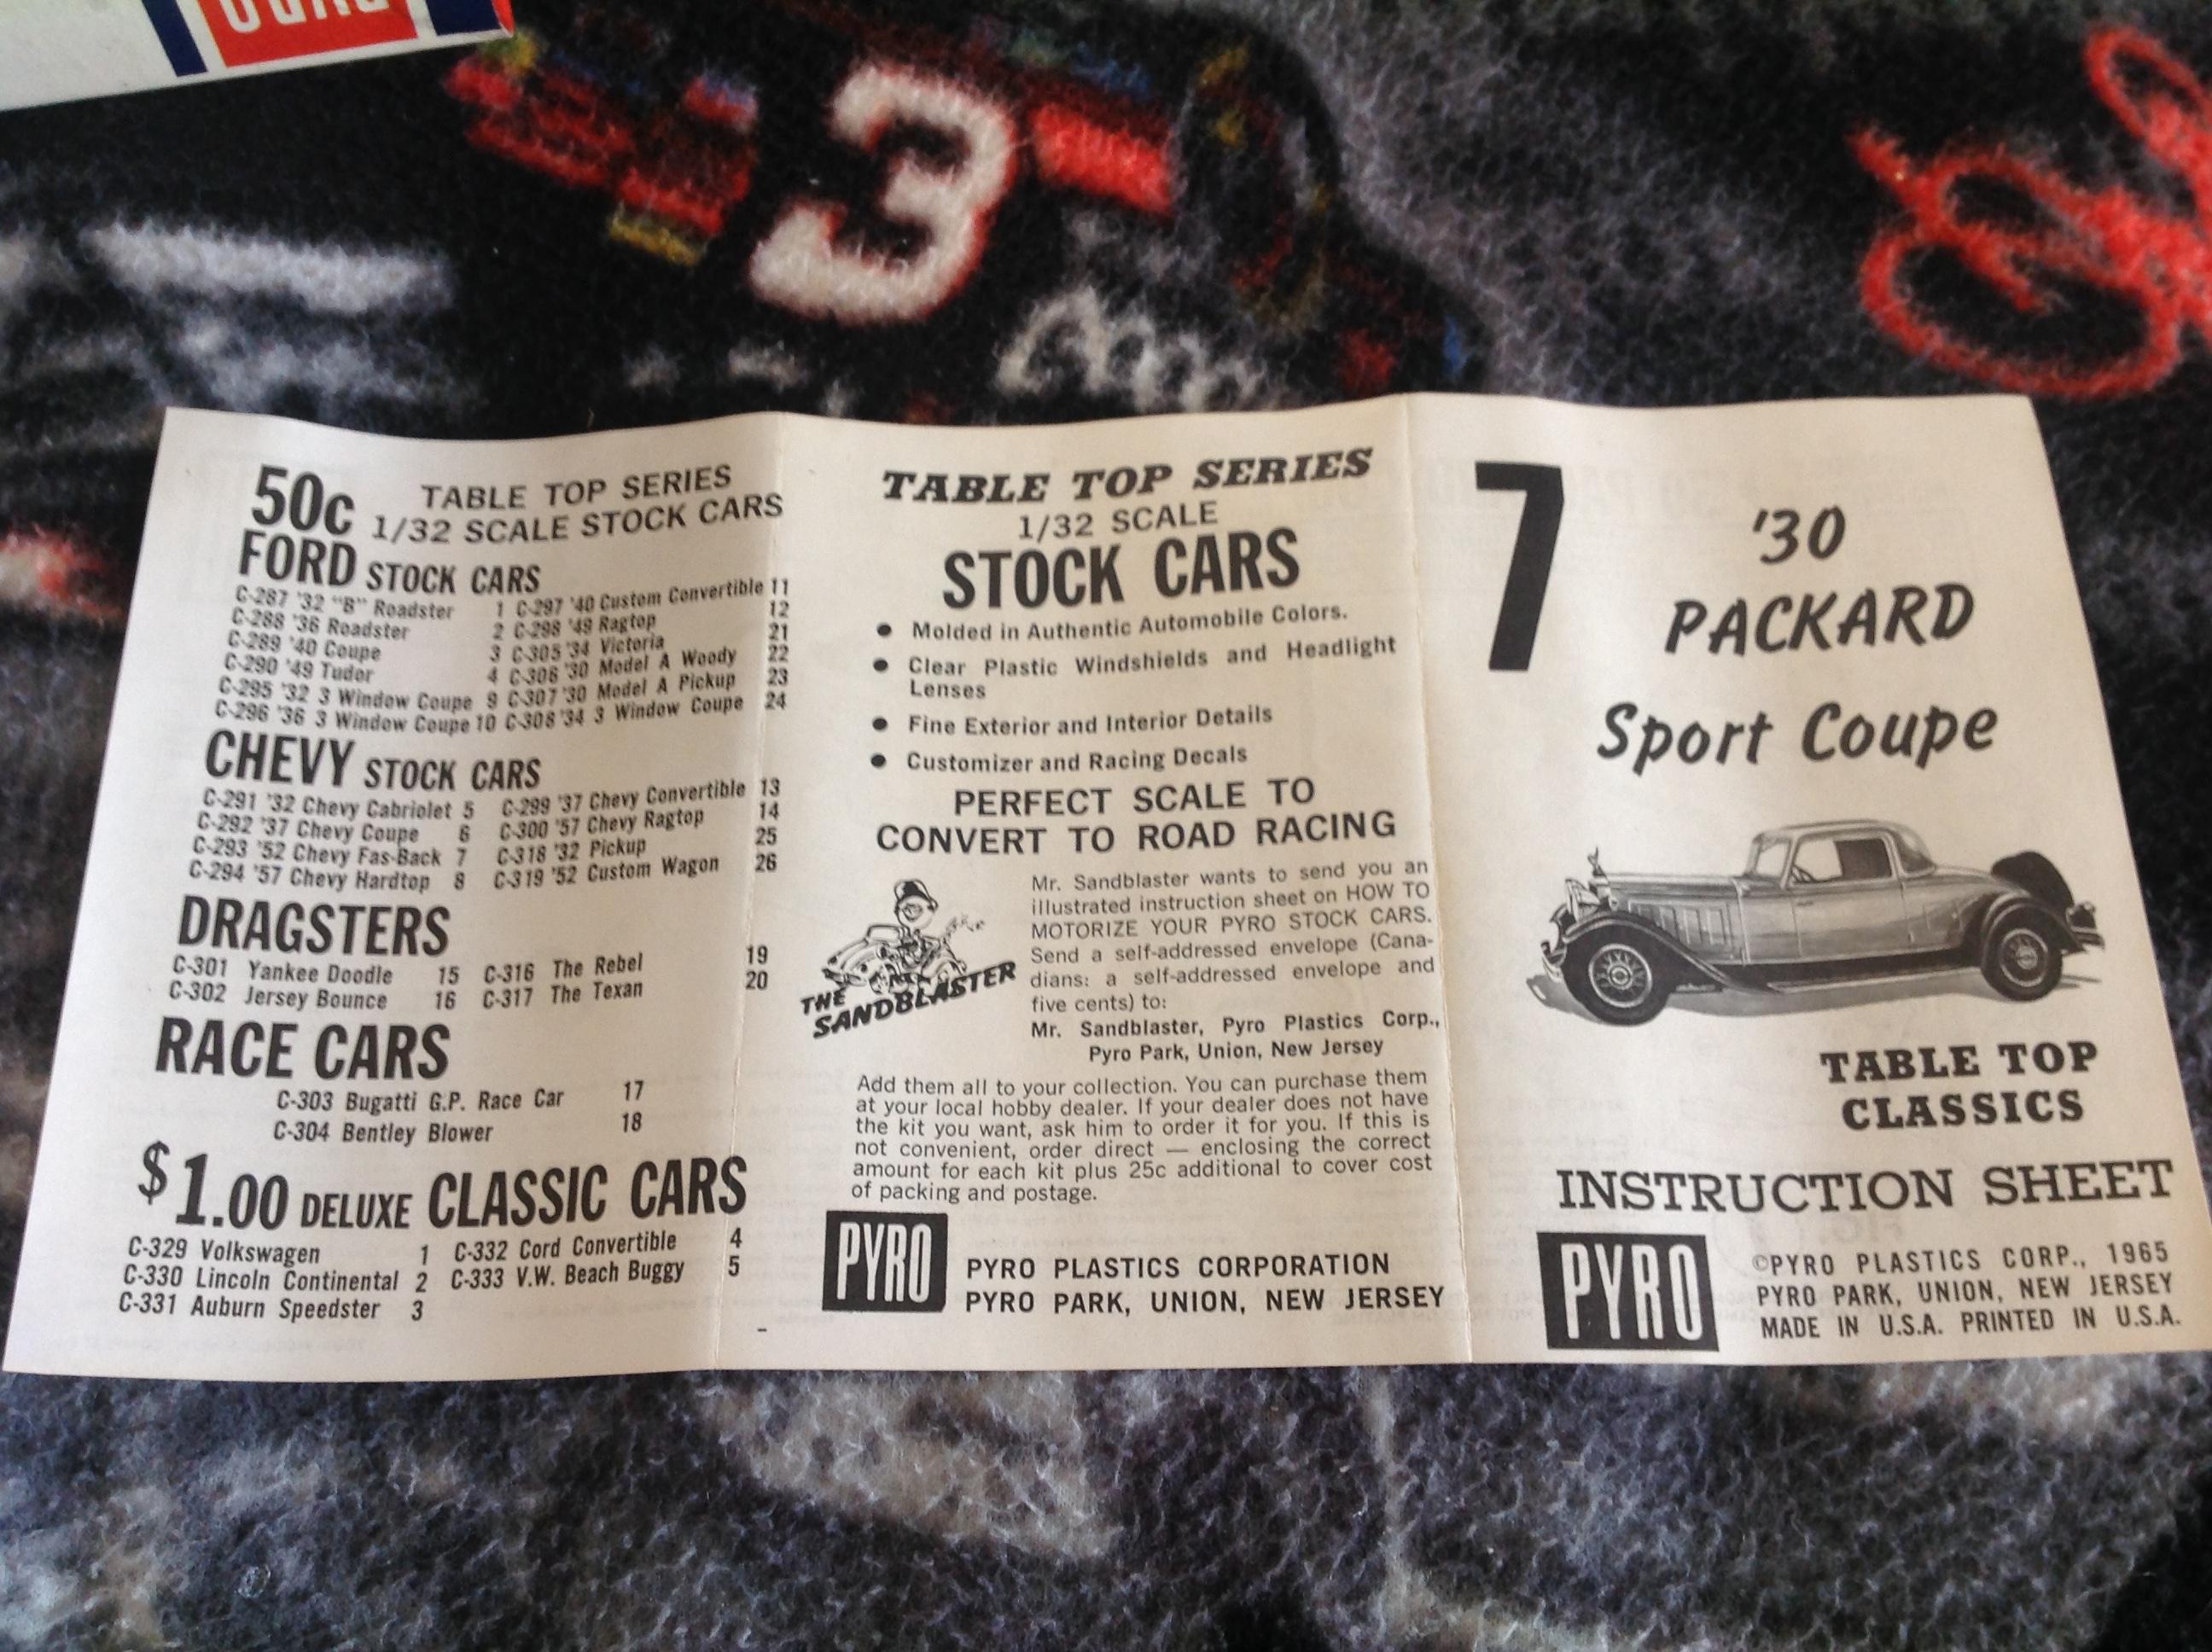 3
50c TABLE TOP SERIES
1/32 SCALE STOCK CARS
FORD STOCK CARS
C-287 '32 "B" Roadster 1 C-297 '40 Custom Convertible 11
C-288 '36 Roadster 2 C-298 '49 Ragtop 12
C-289 '40 Coupe 3 C-305 '34 Victoria 21
C-290 '49 Tudor 4 C-306 '30 Model A Woody 22
C-295 '32 3 Window Coupe 9 C-307 '30 Model A Pickup 23
C-296 '36 3 Window Coupe 10 C-308 '34 3 Window Coupe 24
CHEVY STOCK CARS
C-291 '32 Chevy Cabriolet 5 C-299 '37 Chevy Convertible 13
C-292 '37 Chevy Coupe 6 C-300 '57 Chevy Ragtop 14
C-293 '52 Chevy Fas-Back 7 C-318 '32 Pickup 25
C-294 '57 Chevy Hardtop 8 C-319 '52 Custom Wagon 26
DRAGSTERS
C-301 Yankee Doodle 15 C-316 The Rebel 19
C-302 Jersey Bounce 16 C-317 The Texan 20
RACE CARS
C-303 Bugatti G.P. Race Car 17
C-304 Bentley Blower 18
$1.00 DELUXE CLASSIC CARS
C-329 Volkswagen 1 C-332 Cord Convertible 4
C-330 Lincoln Continental 2 C-333 V.W. Beach Buggy 5
C-331 Auburn Speedster 3
TABLE TOP SERIES
1/32 SCALE
STOCK CARS
● Molded in Authentic Automobile Colors.
● Clear Plastic Windshields and Headlight
Lenses
● Fine Exterior and Interior Details
● Customizer and Racing Decals
PERFECT SCALE TO
CONVERT TO ROAD RACING
THE
SANDBLASTER
Mr. Sandblaster wants to send you an
illustrated instruction sheet on HOW TO
MOTORIZE YOUR PYRO STOCK CARS.
Send a self-addressed envelope (Cana-
dians: a self-addressed envelope and
five cents) to:
Mr. Sandblaster, Pyro Plastics Corp.,
Pyro Park, Union, New Jersey
Add them all to your collection. You can purchase them
at your local hobby dealer. If your dealer does not have
the kit you want, ask him to order it for you. If this is
not convenient, order direct — enclosing the correct
amount for each kit plus 25c additional to cover cost
of packing and postage.
PYRO
PYRO PLASTICS CORPORATION
PYRO PARK, UNION, NEW JERSEY
7
'30
PACKARD
Sport Coupe
TABLE TOP
CLASSICS
INSTRUCTION SHEET
PYRO
©PYRO PLASTICS CORP., 1965
PYRO PARK, UNION, NEW JERSEY
MADE IN U.S.A. PRINTED IN U.S.A.